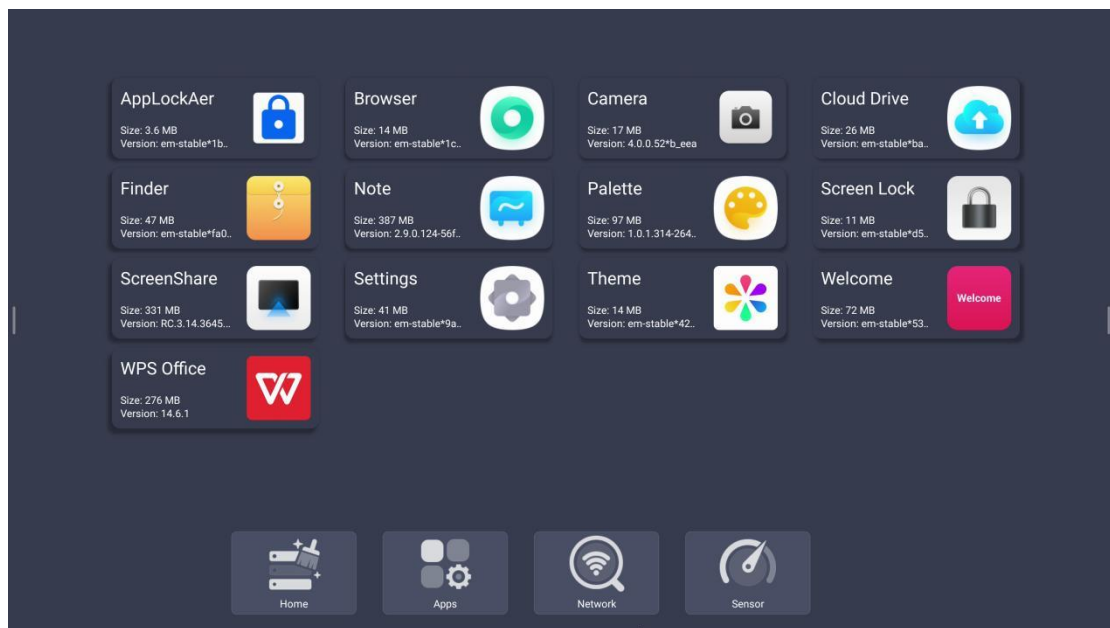 AppLockAer
Size: 3.6 MB
Version: em-stable*1b..
Browser
Size: 14 MB
Version: em-stable*1c..
Camera
Size: 17 MB
Version: 4.0.0.52*b_eea
Cloud Drive
Size: 26 MB
Version: em-stable*ba..
Finder
Size: 47 MB
Version: em-stable*fa0..
Note
Size: 387 MB
Version: 2.9.0.124-56f..
Palette
Size: 97 MB
Version: 1.0.1.314-264..
Screen Lock
Size: 11 MB
Version: em-stable*d5..
ScreenShare
Size: 331 MB
Version: RC.3.14.3645...
Settings
Size: 41 MB
Version: em-stable*9a..
Theme
Size: 14 MB
Version: em-stable*42..
Welcome
Size: 72 MB
Version: em-stable*53..
Welcome
WPS Office
Size: 276 MB
Version: 14.6.1
Home
Apps
Network
Sensor